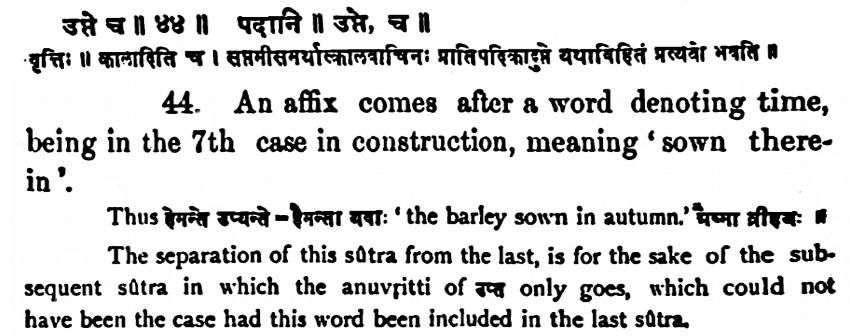 उप्ते च ॥ ४४ ॥ पदानि ॥ उप्ते, च ॥
वृत्तिः ॥ कालादिति च । सप्तमीसमर्थात्कालवाचिनः प्रातिपदिकादुप्ते यथाविहितं प्रत्ययो भवति ॥
44. An affix comes after a word denoting time,
being in the 7th case in construction, meaning ‘sown there-
in’.
Thus हेमन्ते उप्यन्ते – हैमन्ता यवाः ‘the barley sown in autumn.’ ग्रैष्मा व्रीहयः ॥
The separation of this sûtra from the last, is for the sake of the sub-
sequent sûtra in which the anuvṛitti of उप्त only goes, which could not
have been the case had this word been included in the last sûtra.